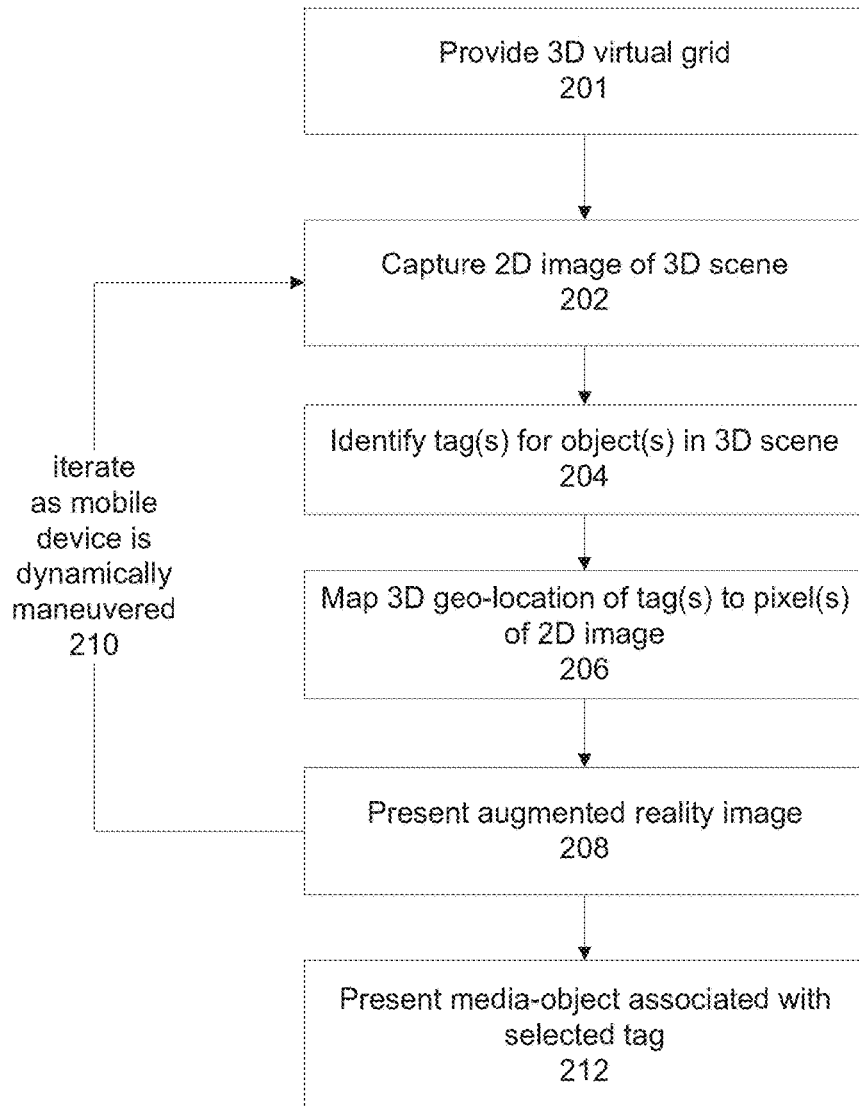 Provide 3D virtual grid
201
Capture 2D image of 3D scene
202
Identify tag(s) for object(s) in 3D scene
204
iterate
as mobile
device is
dynamically
maneuvered
210
Map 3D geo-location of tag(s) to pixel(s)
of 2D image
206
Present augmented reality image
208
Present media-object associated with
selected tag
212